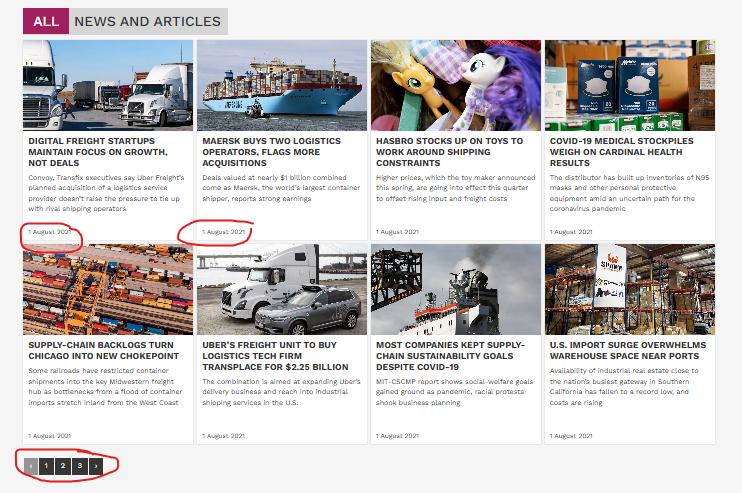 ALL NEWS AND ARTICLES
DIGITAL FREIGHT STARTUPS
MAINTAIN FOCUS ON GROWTH,
NOT DEALS
Convoy, Transfix executives say Uber Freight's
planned acquisition of a logistics service
provider doesn't raise the pressure to tie up
with rival shipping operators
1 August 2021
MAERSK BUYS TWO LOGISTICS
OPERATORS, FLAGS MORE
ACQUISITIONS
Deals valued at nearly $1 billion combined
come as Maersk, the world's largest container
shipper, reports strong earnings
1 August 2021
HASBRO STOCKS UP ON TOYS TO
WORK AROUND SHIPPING
CONSTRAINTS
Higher prices, which the toy maker announced
this spring, are going into effect this quarter
to offset rising input and freight costs
1 August 2021
COVID-19 MEDICAL STOCKPILES
WEIGH ON CARDINAL HEALTH
RESULTS
The distributor has built up inventories of N95
masks and other personal protective
equipment amid an uncertain path for the
coronavirus pandemic
1 August 2021
SUPPLY-CHAIN BACKLOGS TURN
CHICAGO INTO NEW CHOKEPOINT
Some railroads have restricted container
shipments into the key Midwestern freight
hub as bottlenecks from a flood of container
imports stretch inland from the West Coast
1 August 2021
UBER'S FREIGHT UNIT TO BUY
LOGISTICS TECH FIRM
TRANSPLACE FOR $2.25 BILLION
The combination is aimed at expanding Uber's
delivery business and reach into industrial
shipping services in the U.S.
1 August 2021
MOST COMPANIES KEPT SUPPLY-
CHAIN SUSTAINABILITY GOALS
DESPITE COVID-19
MIT-CSCMP report shows social-welfare goals
gained ground as pandemic, racial protests
shook business planning
1 August 2021
U.S. IMPORT SURGE OVERWHELMS
WAREHOUSE SPACE NEAR PORTS
Availability of industrial real estate close to
the nation's busiest gateway in Southern
California has fallen to a record low, and
costs are rising
1 August 2021
‹ 1 2 3 ›